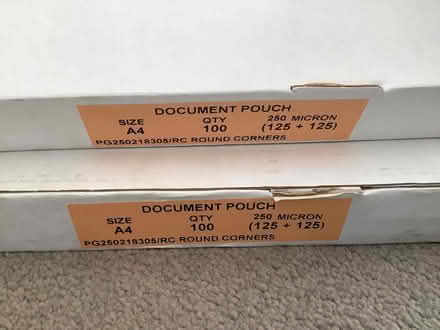 DOCUMENT POUCH
SIZE QTY 250 MICRON
A4 100 (125 + 125)
PG250218305/RC ROUND CORNERS
DOCUMENT POUCH
SIZE QTY 250 MICRON
A4 100 (125 + 125)
PG250218305/RC ROUND CORNERS